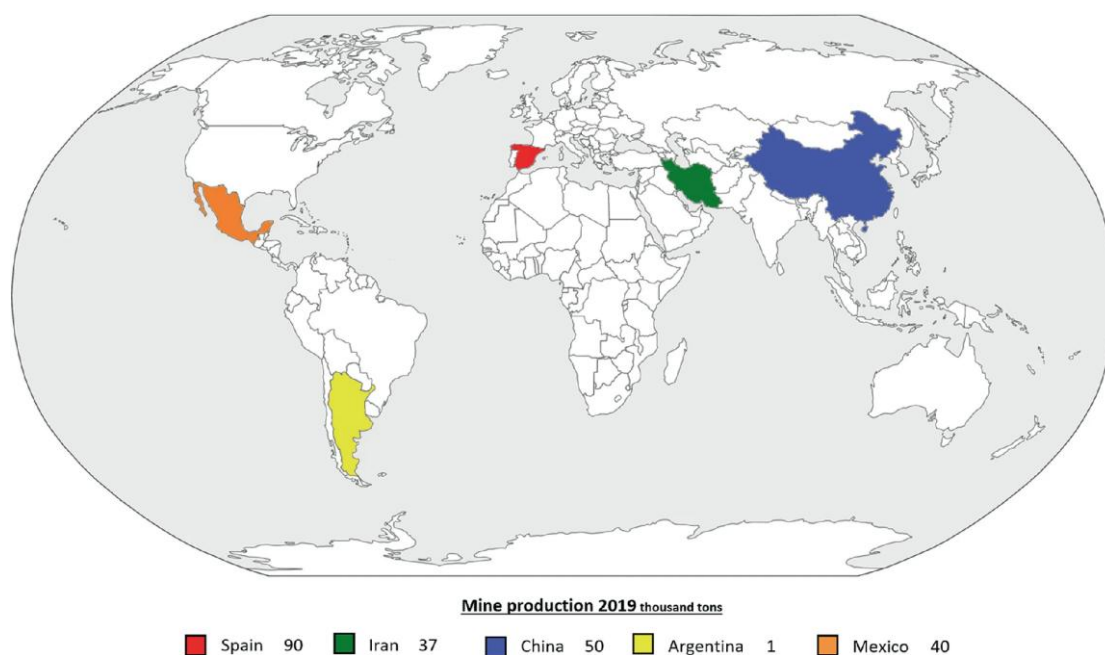 Mine production 2019 thousand tons
Spain 90 Iran 37 China 50 Argentina 1 Mexico 40